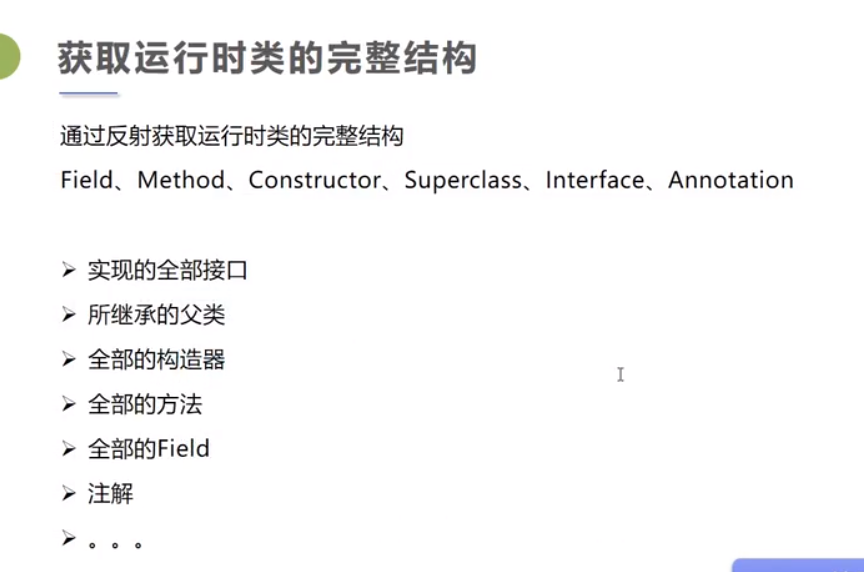 获取运行时类的完整结构
通过反射获取运行时类的完整结构
Field、Method、Constructor、Superclass、Interface、Annotation
➢ 实现的全部接口
➢ 所继承的父类
➢ 全部的构造器
➢ 全部的方法
➢ 全部的Field
➢ 注解
➢ 。。。